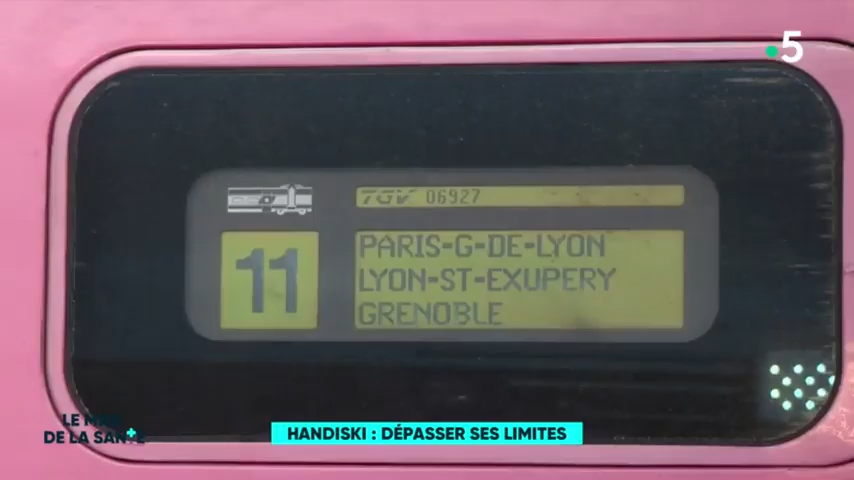 5
TGV 06927
11
PARIS-G-DE-LYON
LYON-ST-EXUPERY
GRENOBLE
LE MAG
DE LA SANTE
HANDISKI : DÉPASSER SES LIMITES